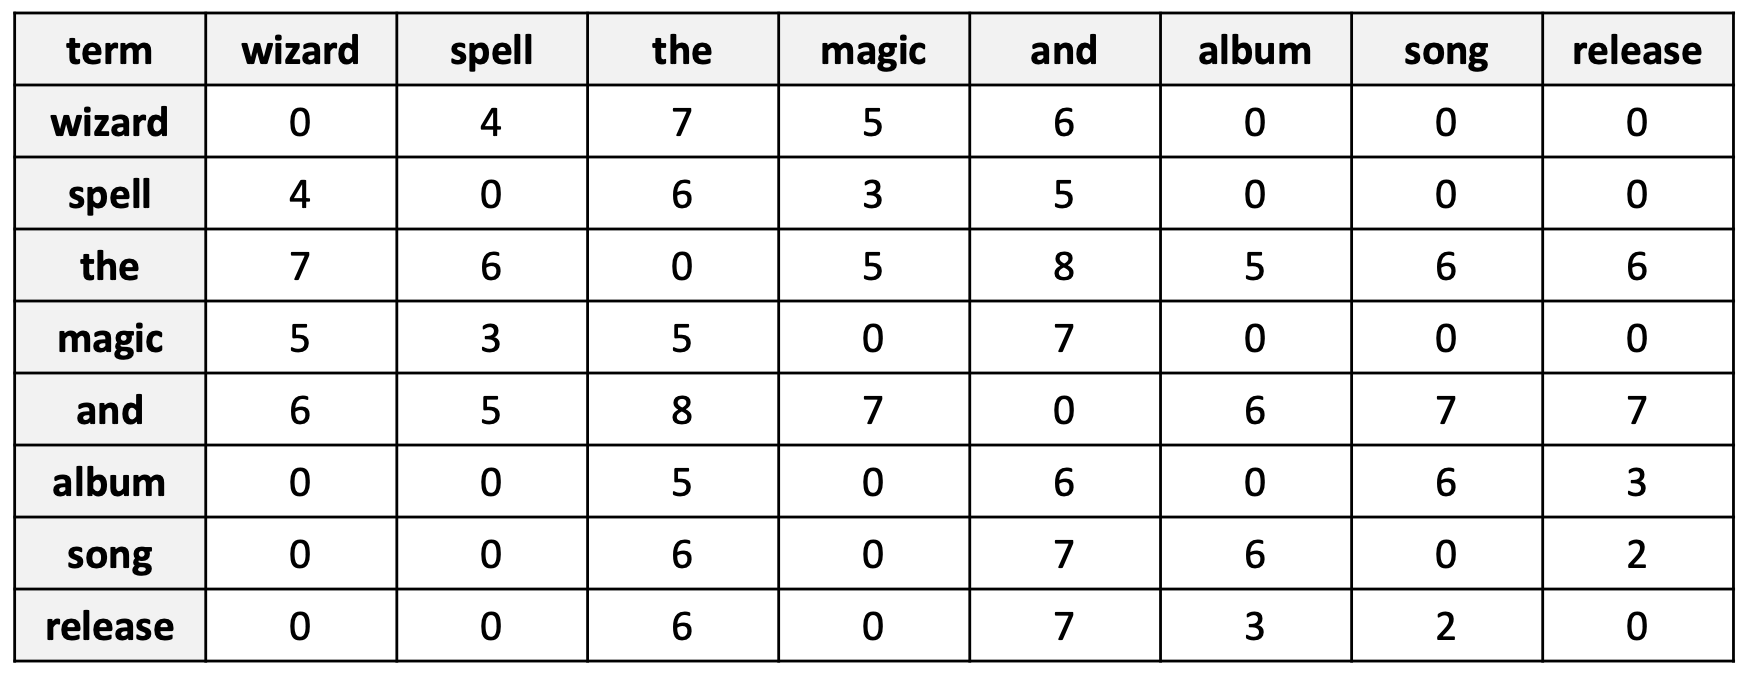 term wizard spell the magic and album song release
wizard 0 4 7 5 6 0 0 0
spell 4 0 6 3 5 0 0 0
the 7 6 0 5 8 5 6 6
magic 5 3 5 0 7 0 0 0
and 6 5 8 7 0 6 7 7
album 0 0 5 0 6 0 6 3
song 0 0 6 0 7 6 0 2
release 0 0 6 0 7 3 2 0